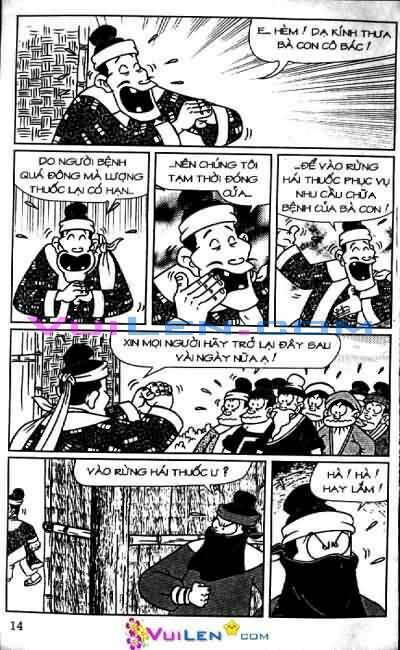 E.. HÈM! DẠ KÍNH THƯA
BÀ CON CÔ BÁC!
DO NGƯỜI BỆNH
QUÁ ĐÔNG MÀ LƯỢNG
THUỐC LẠI CÓ HẠN...
...NÊN CHÚNG TÔI
TẠM THỜI ĐÓNG
CỬA...
...ĐỂ VÀO RỪNG
HÁI THUỐC PHỤC VỤ
NHU CẦU CHỮA
BỆNH CỦA BÀ CON!
VUILEN.COM
XIN MỌI NGƯỜI HÃY TRỞ LẠI ĐÂY SAU
VÀI NGÀY NỮA Ạ!
VÀO RỪNG HÁI THUỐC Ư?
HÀ! HÀ!
HAY LẮM!
14
VUILEN.COM